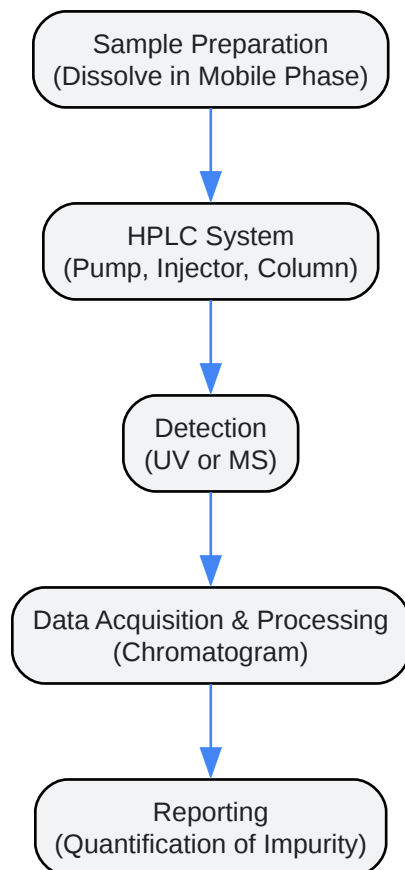 Sample Preparation
(Dissolve in Mobile Phase)
HPLC System
(Pump, Injector, Column)
Detection
(UV or MS)
Data Acquisition & Processing
(Chromatogram)
Reporting
(Quantification of Impurity)